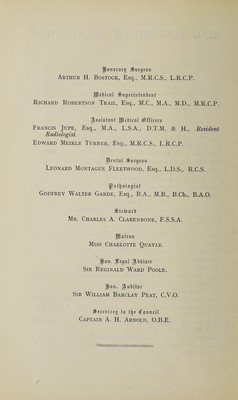 Honorary Surgeon
ARTHUR H. BOSTOCK, Esq., M.R.C.S., L.R.C.P.
Medical Superintendent
RICHARD ROBERTSON TRAIL, Esq., M.C., M.A., M.D., M.R.C.P.
Assistant Medical Officers
FRANCIS JUPE, Esq., M.A., L.S.A., D.T.M. & H., Resident
Radiologist.
EDWARD MEIKLE TURNER, Esq., M.R.C.S., L.R.C.P.
Dental Surgeon
LEONARD MONTAGUE FLEETWOOD, Esq., L.D.S., R.C.S.
Pathologist
GODFREY WALTER GARDE, Esq., B.A., M.B., B.Ch., B.A.O.
Steward
MR. CHARLES A. CLARENBONE, F.S.S.A.
Matron
MISS CHARLOTTE QUAYLE.
Hon. Legal Adviser
SIR REGINALD WARD POOLE.
Hon. Auditor
SIR WILLIAM BARCLAY PEAT, C.V.O.
Secretary to the Council
CAPTAIN A. H. ARNOLD, O.B.E.